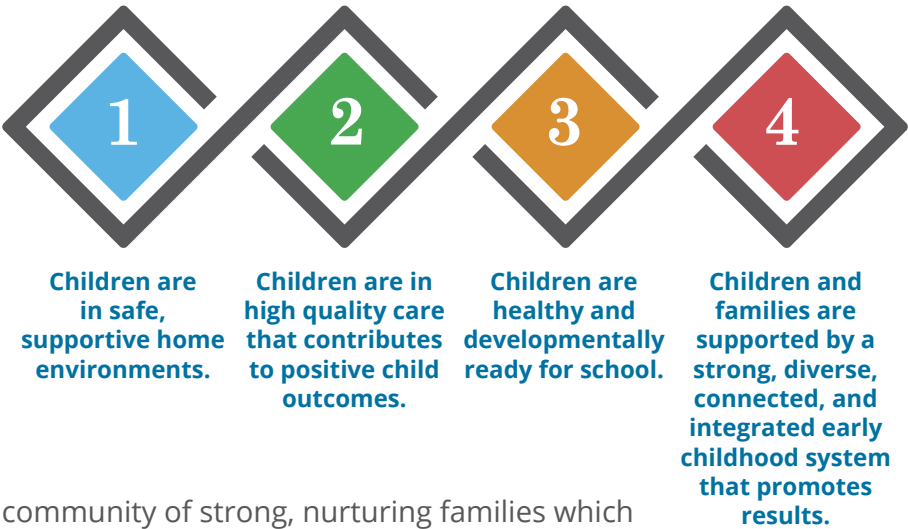 1
Children are
in safe,
supportive home
environments.
2
Children are in
high quality care
that contributes
to positive child
outcomes.
3
Children are
healthy and
developmentally
ready for school.
4
Children and
families are
supported by a
strong, diverse,
connected, and
integrated early
childhood system
that promotes
results.
community of strong, nurturing families which